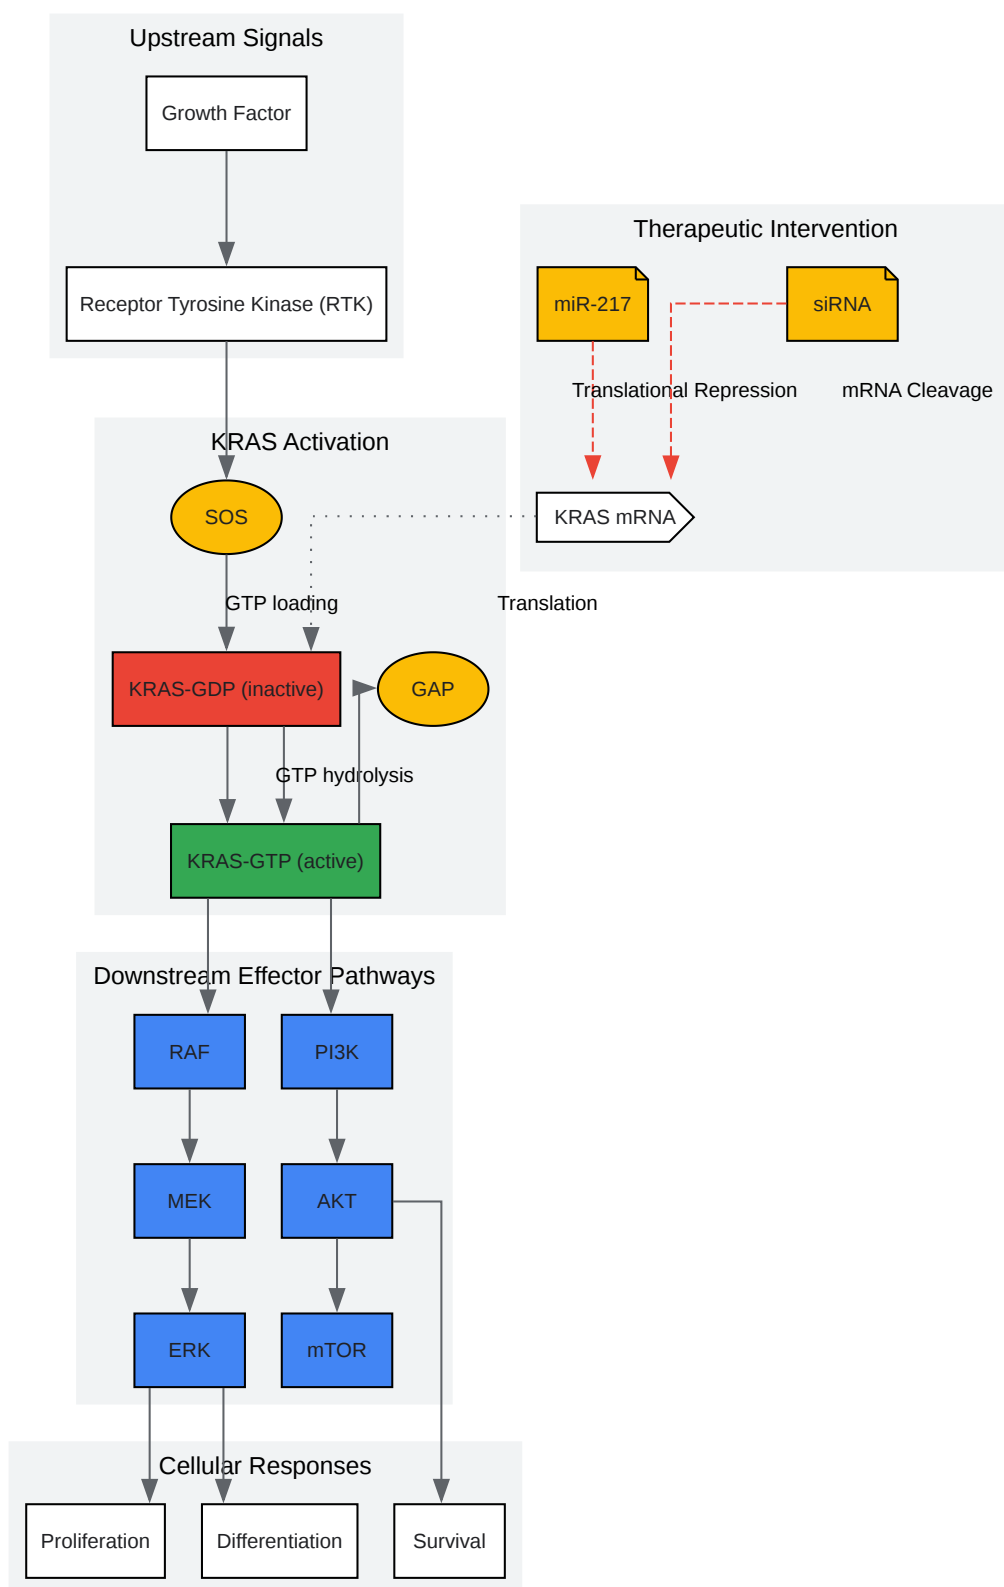 Upstream Signals
Growth Factor
Receptor Tyrosine Kinase (RTK)
Therapeutic Intervention
miR-217
siRNA
Translational Repression
mRNA Cleavage
KRAS mRNA
KRAS Activation
SOS
GTP loading
Translation
KRAS-GDP (inactive)
GAP
GTP hydrolysis
KRAS-GTP (active)
Downstream Effector Pathways
RAF
PI3K
MEK
AKT
ERK
mTOR
Cellular Responses
Proliferation
Differentiation
Survival